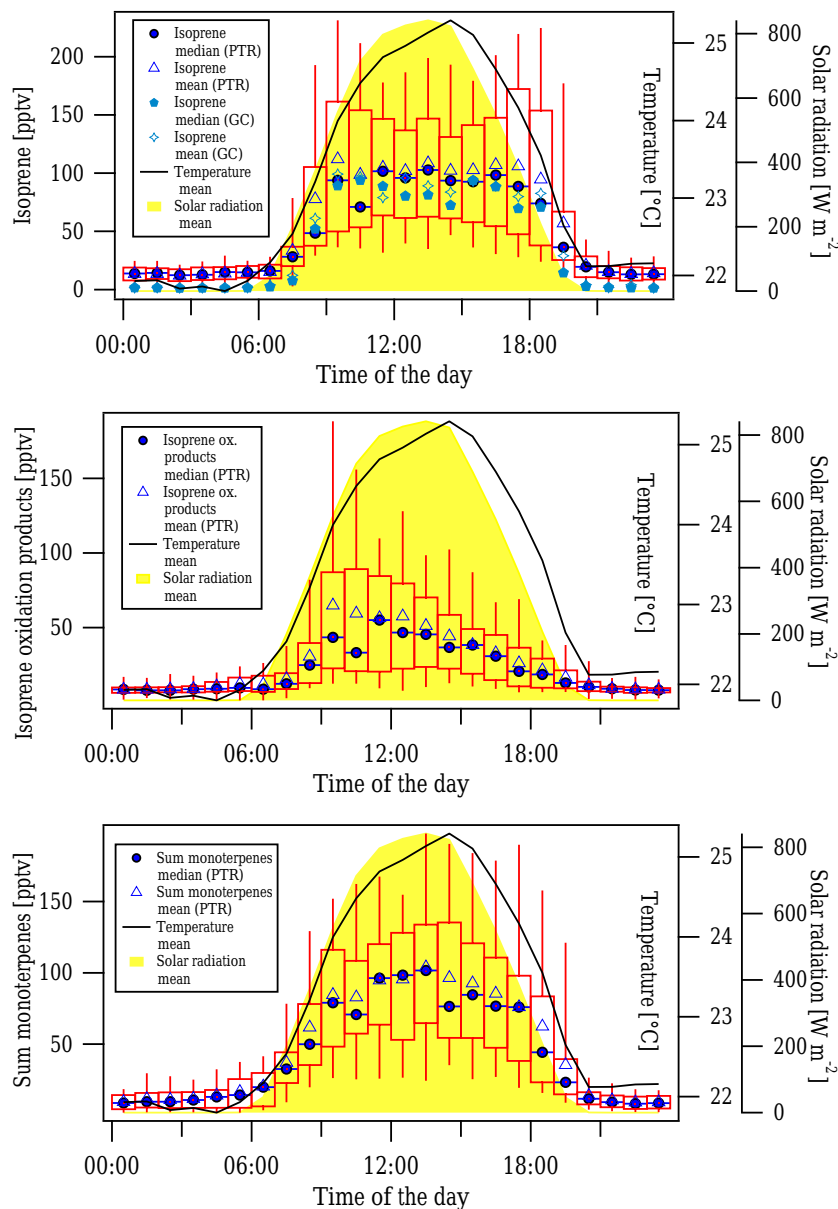 Isoprene
median (PTR)
Isoprene
mean (PTR)
Isoprene
median (GC)
Isoprene
mean (GC)
Temperature
mean
Solar radiation
mean
Isoprene [pptv]
200
150
100
50
0
25
24
23
22
Temperature [°C]
800
600
400
200
0
Solar radiation [W m-2]
00:00
06:00
12:00
18:00
Time of the day
Isoprene ox.
products
median (PTR)
Isoprene ox.
products
mean (PTR)
Temperature
mean
Solar radiation
mean
Isoprene oxidation products [pptv]
150
100
50
25
24
23
22
Temperature [°C]
800
600
400
200
0
Solar radiation [W m-2]
00:00
06:00
12:00
18:00
Time of the day
Sum monoterpenes
median (PTR)
Sum monoterpenes
mean (PTR)
Temperature
mean
Solar radiation
mean
Sum monoterpenes [pptv]
150
100
50
25
24
23
22
Temperature [°C]
800
600
400
200
0
Solar radiation [W m-2]
00:00
06:00
12:00
18:00
Time of the day